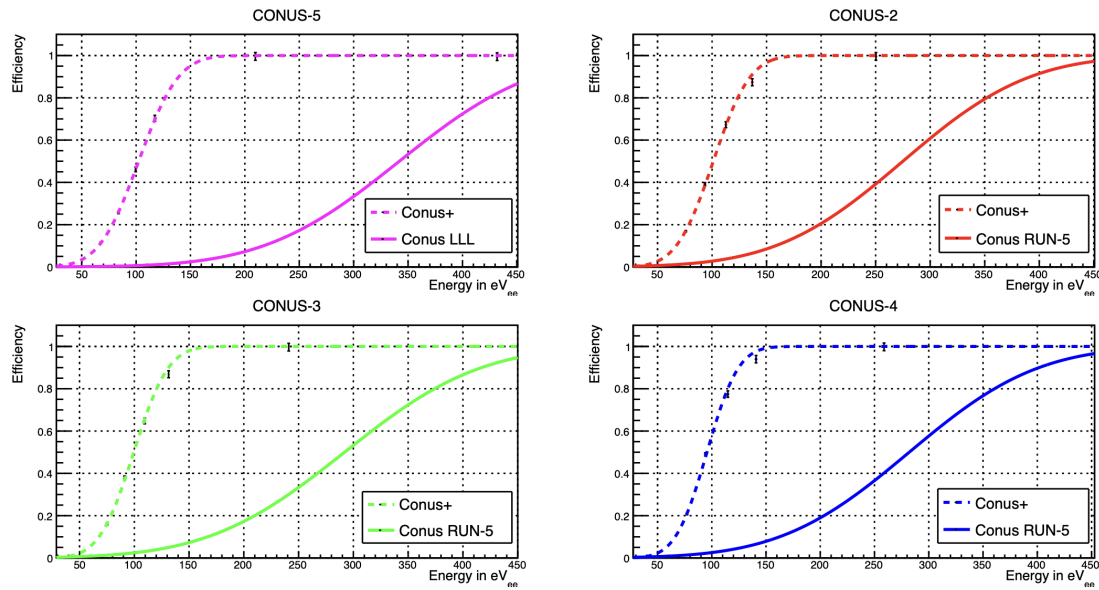 CONUS-5
Efficiency
1
0.8
0.6
0.4
0.2
0
50 100 150 200 250 300 350 400 450
Energy in eV_ee
Conus+
Conus LLL
CONUS-2
Efficiency
1
0.8
0.6
0.4
0.2
0
50 100 150 200 250 300 350 400 450
Energy in eV_ee
Conus+
Conus RUN-5
CONUS-3
Efficiency
1
0.8
0.6
0.4
0.2
0
50 100 150 200 250 300 350 400 450
Energy in eV_ee
Conus+
Conus RUN-5
CONUS-4
Efficiency
1
0.8
0.6
0.4
0.2
0
50 100 150 200 250 300 350 400 450
Energy in eV_ee
Conus+
Conus RUN-5